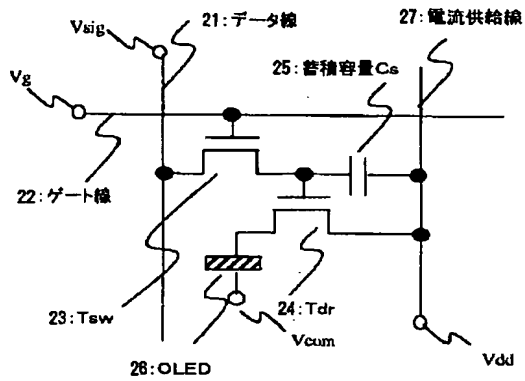 21:データ線
27:電流供給線
Vsig
25:蓄積容量Cs
Vg
22:ゲート線
23:Tsw
24:Tdr
Vcom
26:OLED
Vdd